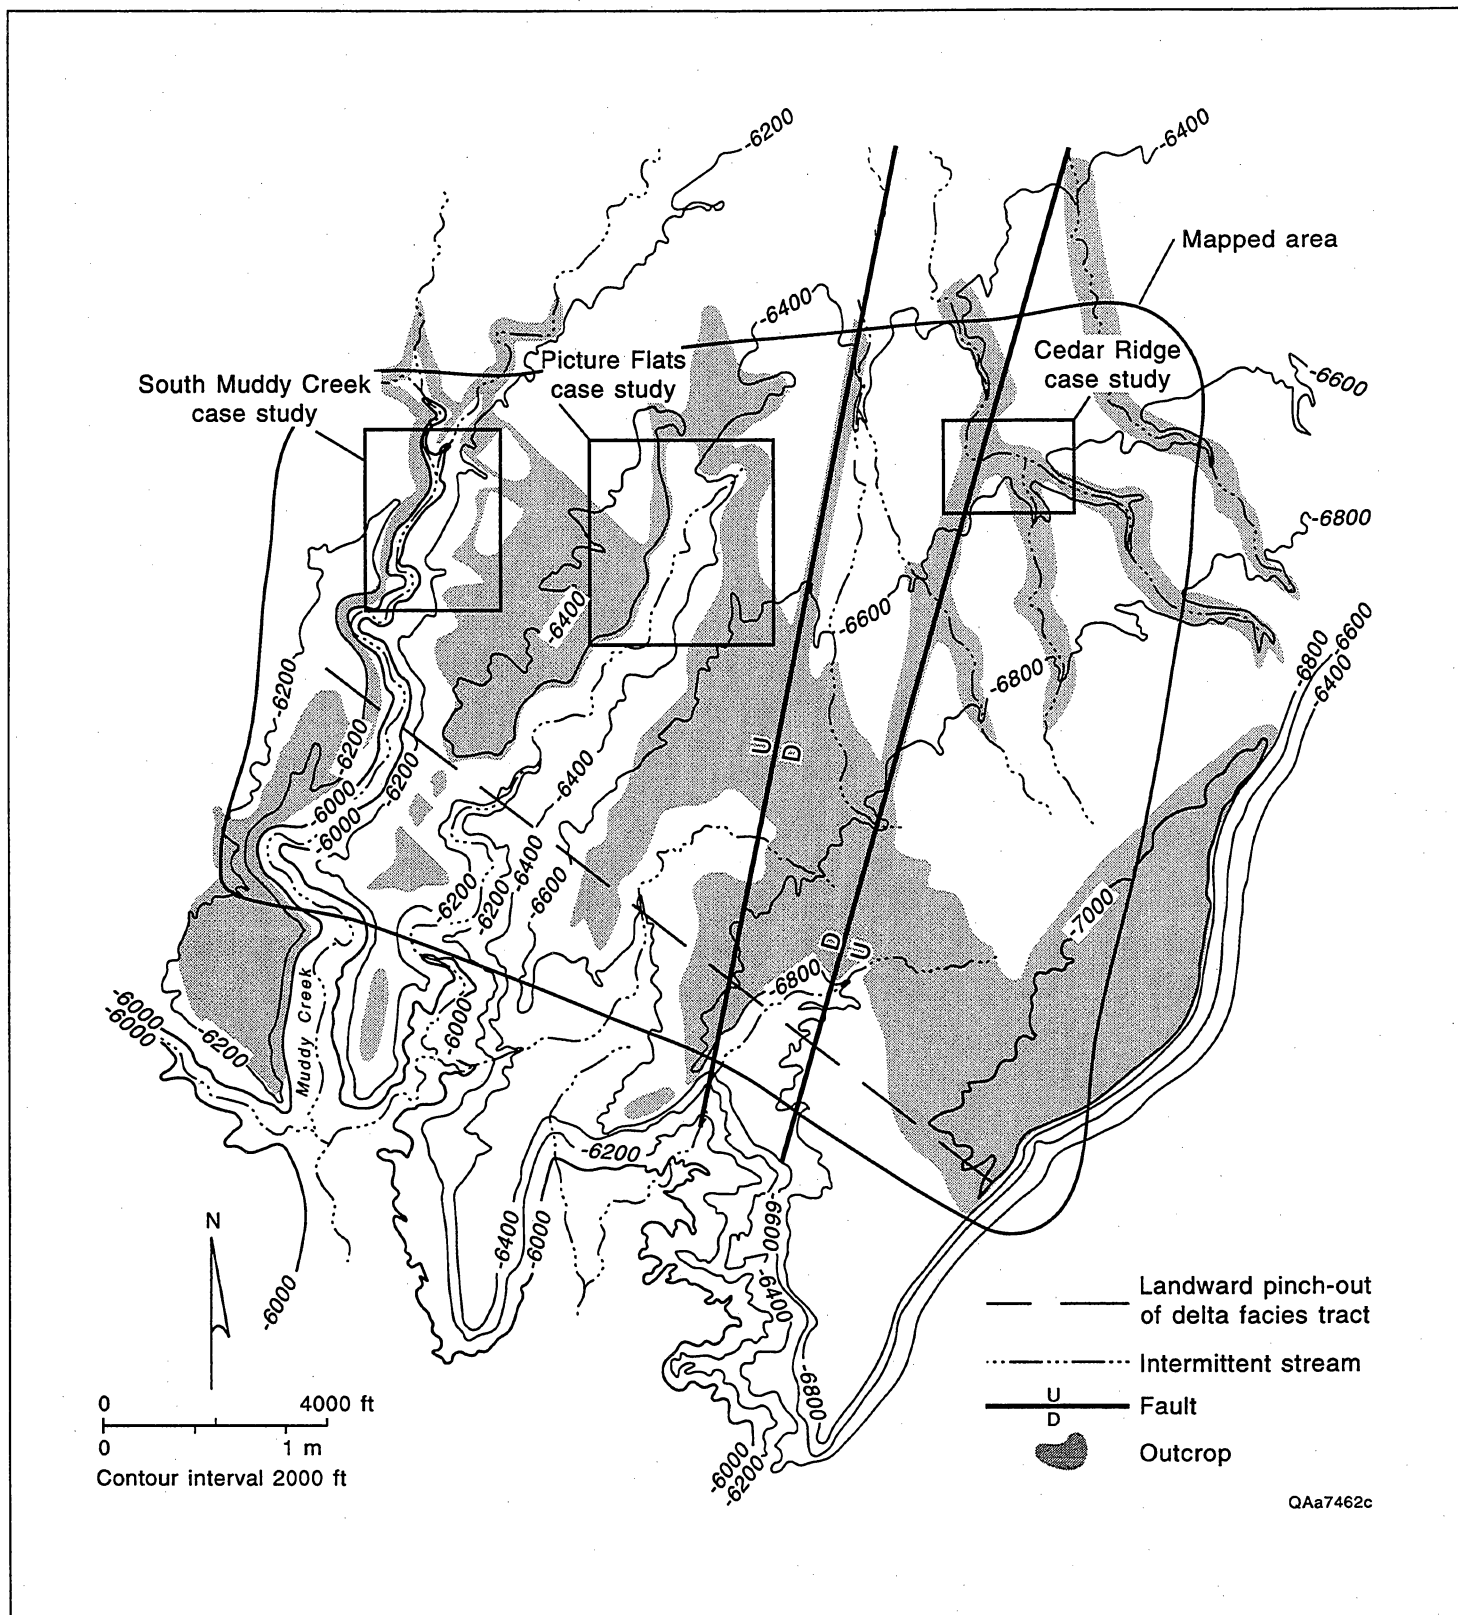 -6200
-6400
Mapped area
-6400
Picture Flats
case study
Cedar Ridge
case study
South Muddy Creek
case study
-6600
-6800
-6400
-6600
-6800
-6800
-6600
-6400
-6200
-6200
U
D
-6400
-6000
-6200
-6000
-6400
-6200
-6200
-6600
-7000
D
U
-6800
Muddy Creek
-6000
-6000
-6200
-6000
-6200
-6600
-6400
-6000
-6400
-6000
-6800
-6000
-6200
N
0 4000 ft
0 1 m
Contour interval 2000 ft
Landward pinch-out
of delta facies tract
Intermittent stream
U
D
Fault
Outcrop
QAa7462c